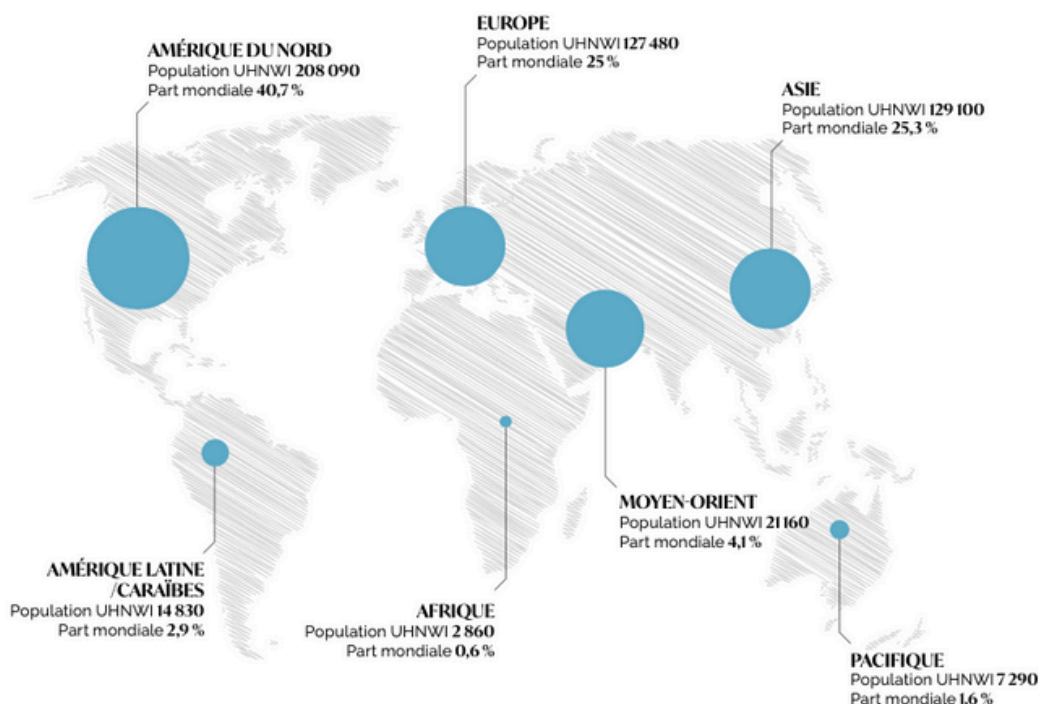 AMÉRIQUE DU NORD
Population UHNWI 208 090
Part mondiale 40,7 %
EUROPE
Population UHNWI 127 480
Part mondiale 25 %
ASIE
Population UHNWI 129 100
Part mondiale 25,3 %
MOYEN-ORIENT
Population UHNWI 21 160
Part mondiale 4,1 %
AMÉRIQUE LATINE
/CARAÏBES
Population UHNWI 14 830
Part mondiale 2,9 %
AFRIQUE
Population UHNWI 2 860
Part mondiale 0,6 %
PACIFIQUE
Population UHNWI 7 290
Part mondiale 1,6 %